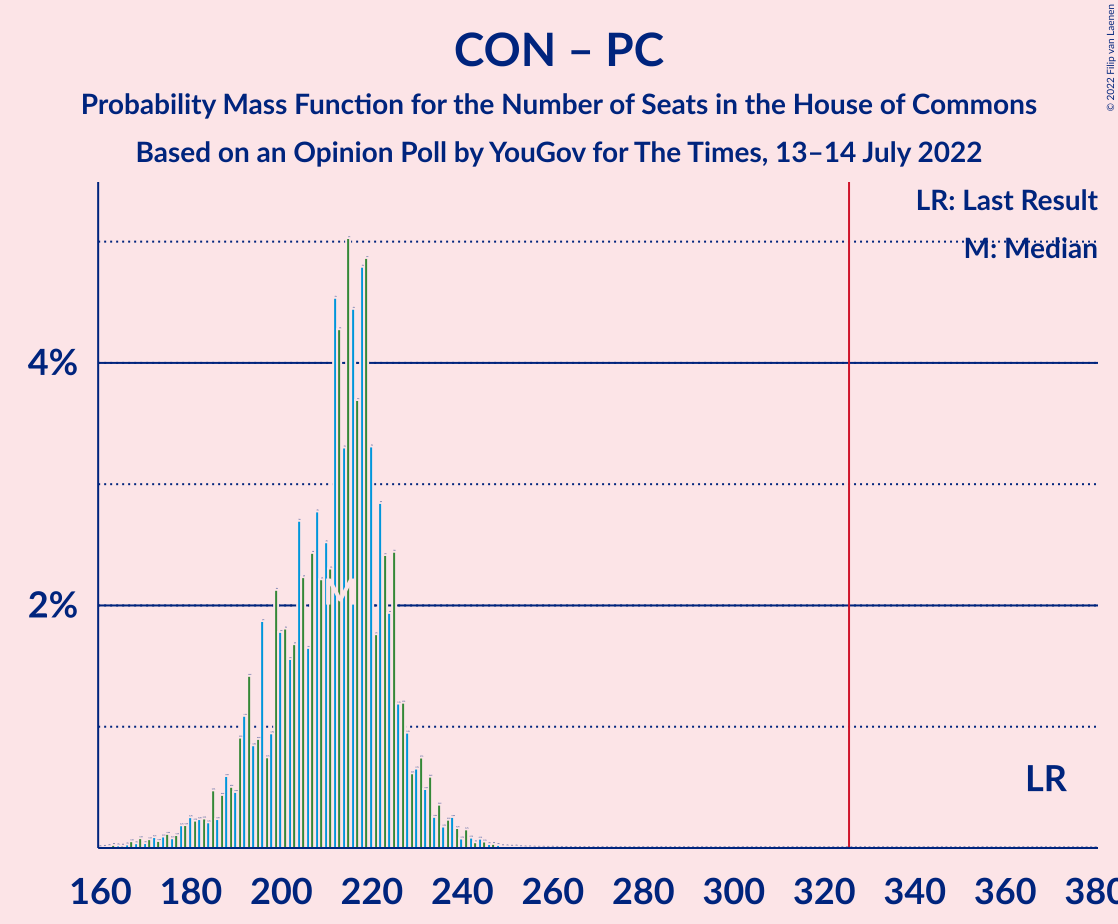 CON – PC
Probability Mass Function for the Number of Seats in the House of Commons
Based on an Opinion Poll by YouGov for The Times, 13–14 July 2022
© 2022 Filip van Laenen
LR: Last Result
M: Median
4%
2%
M
LR
160 180 200 220 240 260 280 300 320 340 360 380